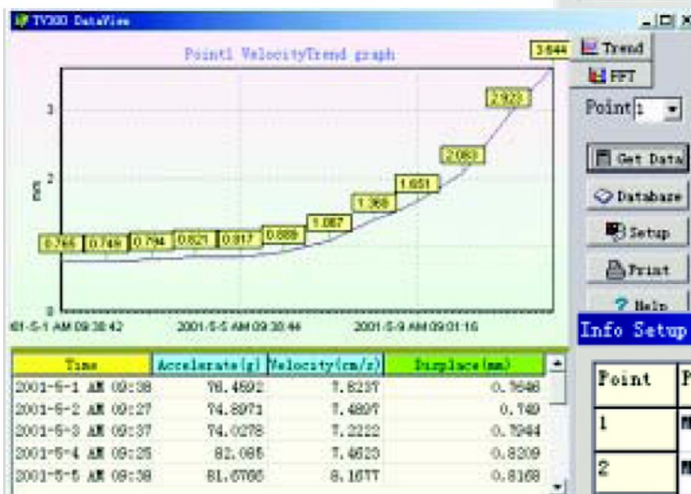 TV300 DataView
Point1 VelocityTrend graph
3.644
Trend
FFT
Point 1
Get Data
Database
Setup
Print
Help
mm
3
2
0
2.923
2.083
1.651
1.368
1.067
0.889
0.817
0.821
0.794
0.749
0.765
01-5-1 AM 09:38:42 2001-5-5 AM 09:38:44 2001-5-9 AM 09:01:16
Info Setup
Time Accelerate(g) Velocity(cm/s) Displace(mm)
2001-5-1 AM 09:38 76.4592 7.8237 0.7646
2001-5-2 AM 09:27 74.8971 7.4897 0.749
2001-5-3 AM 09:37 74.0278 7.2222 0.7944
2001-5-4 AM 09:25 82.085 7.4623 0.8209
2001-5-5 AM 09:38 81.6766 8.1677 0.8168
Point P
1
2